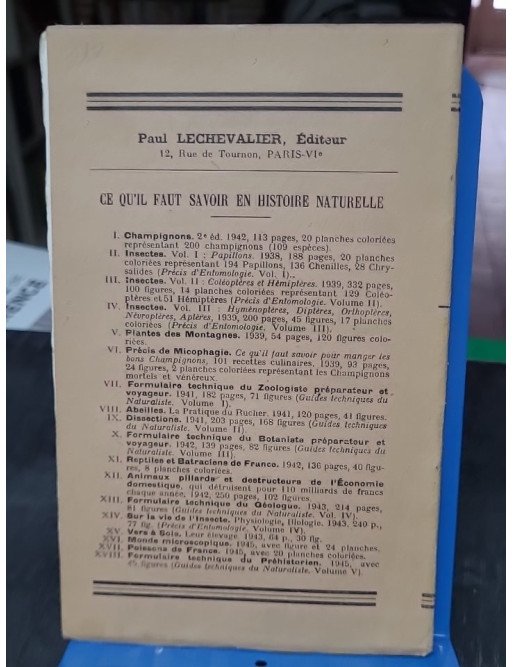 Paul LECHEVALIER, Éditeur
12, Rue de Tournon, PARIS-VIe
CE QU'IL FAUT SAVOIR EN HISTOIRE NATURELLE
I. Champignons. 2e éd. 1942, 113 pages, 20 planches coloriées
représentant 200 champignons (109 espèces).
II. Insectes. Vol. I : Papillons. 1938, 188 pages, 20 planches
coloriées représentant 194 Papillons, 136 Chenilles, 28 Chry-
salides (Précis d'Entomologie. Vol. I).
III. Insectes. Vol. II : Coléoptères et Hémiptères. 1939, 332 pages,
100 figures, 14 planches coloriées représentant 129 Coléo-
ptères et 51 Hémiptères (Précis d'Entomologie. Volume II).
IV. Insectes. Vol. III : Hyménoptères, Diptères, Orthoptères,
Névroptères, Aptères, 1939, 200 pages, 45 figures, 17 planches
coloriées (Précis d'Entomologie. Volume III).
V. Plantes des Montagnes. 1939, 54 pages, 120 figures colo-
riées.
VI. Précis de Micophagie. Ce qu'il faut savoir pour manger les
bons Champignons, 101 recettes culinaires, 1939, 93 pages,
24 figures, 2 planches coloriées représentant les Champignons
mortels et vénéreux.
VII. Formulaire technique du Zoologiste préparateur et
voyageur. 1941, 182 pages, 71 figures (Guides techniques du
Naturaliste. Volume I).
VIII. Abeilles. La Pratique du Rucher. 1941, 120 pages, 41 figures.
IX. Dissections. 1941, 203 pages, 168 figures (Guides techniques
du Naturaliste. Volume II).
X. Formulaire technique du Botaniste préparateur et
voyageur. 1942, 139 pages, 82 figures (Guides techniques du
Naturaliste. Volume III).
XI. Reptiles et Batraciens de France. 1942, 136 pages, 40 figu-
res, 8 planches coloriées.
XII. Animaux pillards et destructeurs de l'Économie
domestique, qui détruisent pour 110 milliards de francs
chaque année. 1942, 256 pages, 102 figures.
XIII. Formulaire technique du Géologue. 1943, 214 pages,
81 figures (Guides techniques du Naturaliste. Vol. IV).
XIV. Sur la vie de l'Insecte. Physiologie, Biologie. 1943, 240 p.,
77 fig. (Précis d'Entomologie. Volume IV).
XV. Vers à Soie. Leur élevage. 1943, 64 p., 30 fig.
XVI. Monde microscopique. 1945, avec figure et 24 planches.
XVII. Poissons de France. 1945, avec 20 planches coloriées.
XVIII. Formulaire technique du Préhistorien. 1945, avec
45 figures (Guides techniques du Naturaliste. Volume V).